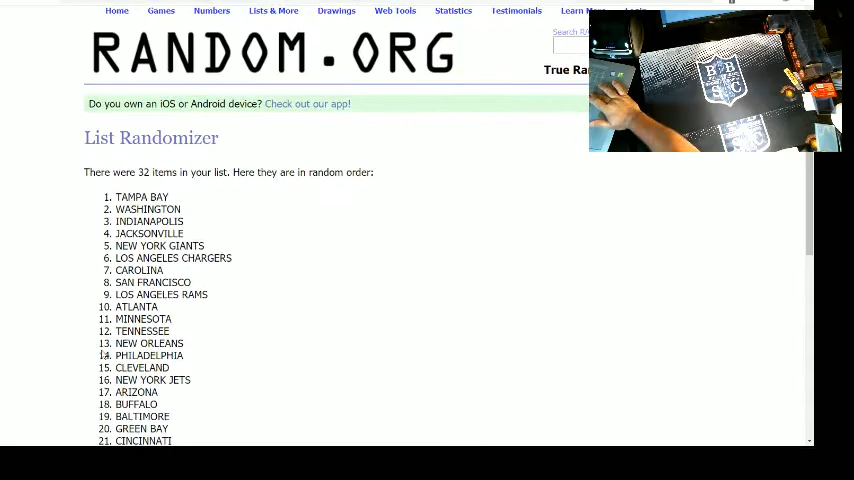 Home Games Numbers Lists & More Drawings Web Tools Statistics Testimonials Learn
RANDOM.ORG
Search
True
Do you own an iOS or Android device? Check out our app!
List Randomizer
There were 32 items in your list. Here they are in random order:
1. TAMPA BAY
2. WASHINGTON
3. INDIANAPOLIS
4. JACKSONVILLE
5. NEW YORK GIANTS
6. LOS ANGELES CHARGERS
7. CAROLINA
8. SAN FRANCISCO
9. LOS ANGELES RAMS
10. ATLANTA
11. MINNESOTA
12. TENNESSEE
13. NEW ORLEANS
14. PHILADELPHIA
15. CLEVELAND
16. NEW YORK JETS
17. ARIZONA
18. BUFFALO
19. BALTIMORE
20. GREEN BAY
21. CINCINNATI
B B
S C